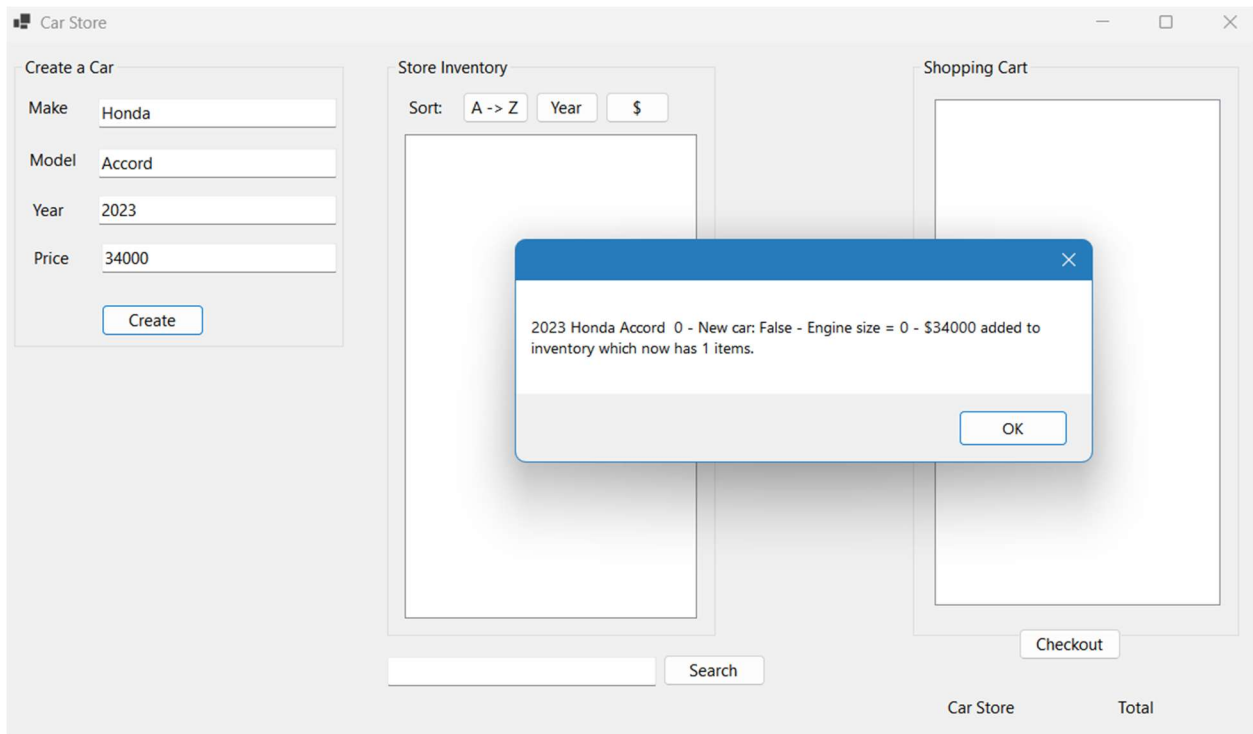 Car Store
Create a Car
Make Honda
Model Accord
Year 2023
Price 34000
Create
Store Inventory
Sort: A -> Z Year $
Shopping Cart
2023 Honda Accord  0 - New car: False - Engine size = 0 - $34000 added to
inventory which now has 1 items.
OK
Search
Checkout
Car Store Total